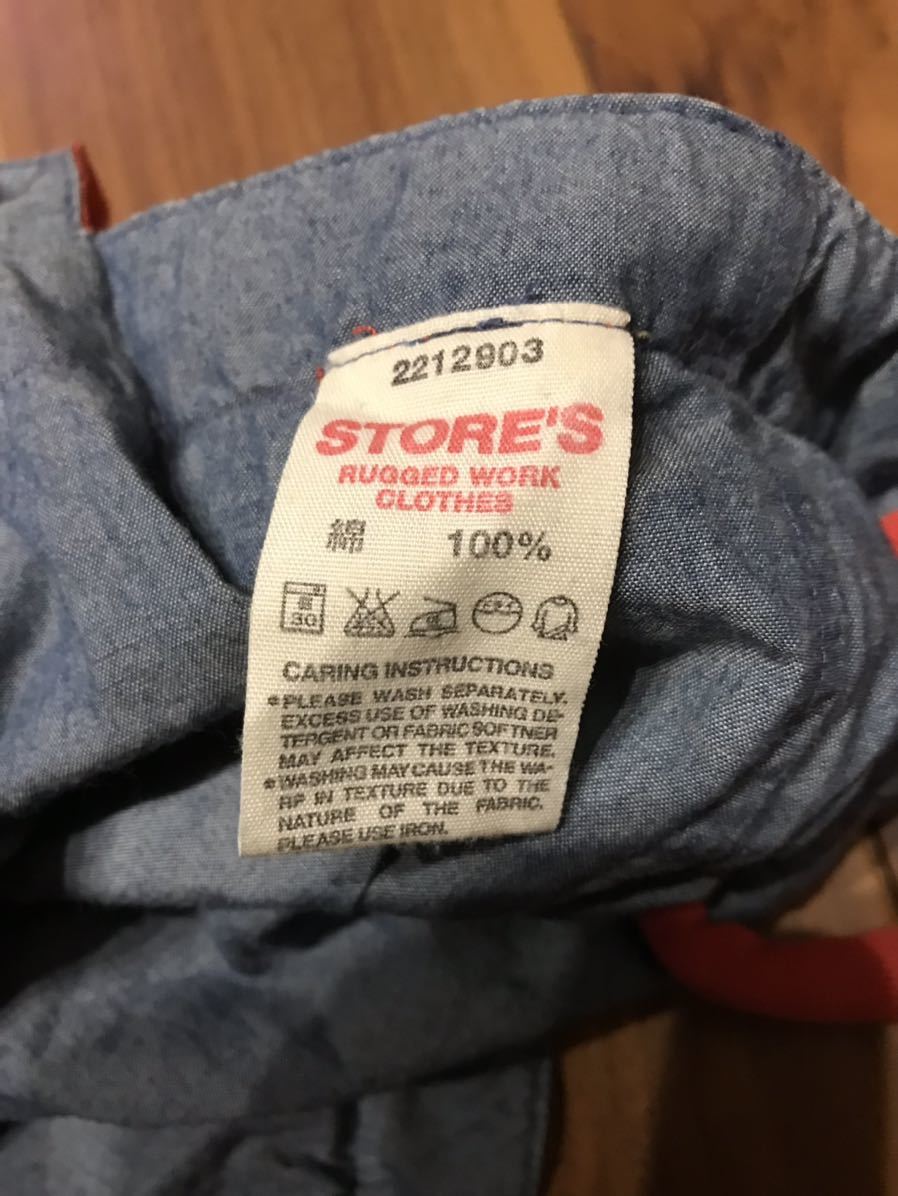 2212903
STORE'S
RUGGED WORK
CLOTHES
綿 100%
30
CARING INSTRUCTIONS
*PLEASE WASH SEPARATELY.
EXCESS USE OF WASHING DE-
TERGENT OR FABRIC SOFTNER
MAY AFFECT THE TEXTURE.
*WASHING MAY CAUSE THE WA-
RP IN TEXTURE DUE TO THE
NATURE OF THE FABRIC.
PLEASE USE IRON.